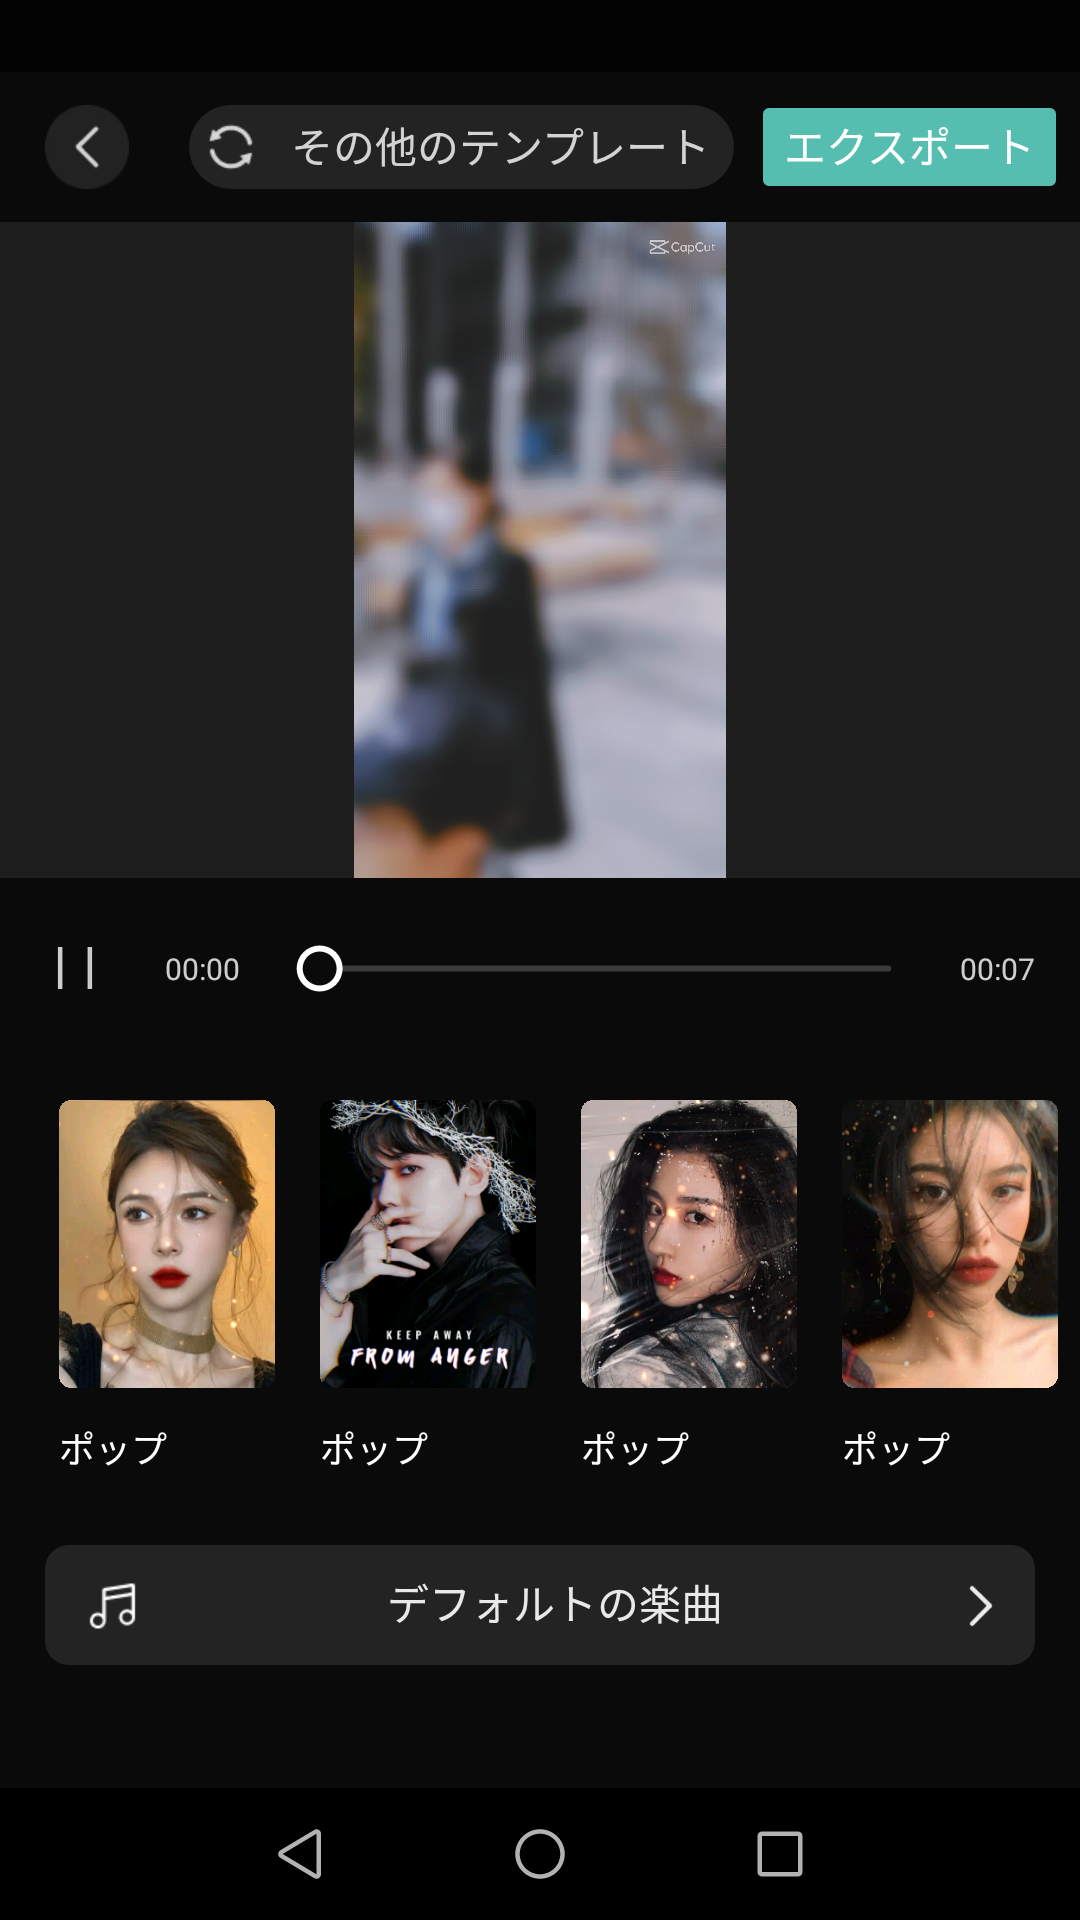 その他のテンプレート
エクスポート
CapCut
00:00
00:07
KEEP AWAY
FROM ANGER
ポップ
ポップ
ポップ
ポップ
デフォルトの楽曲